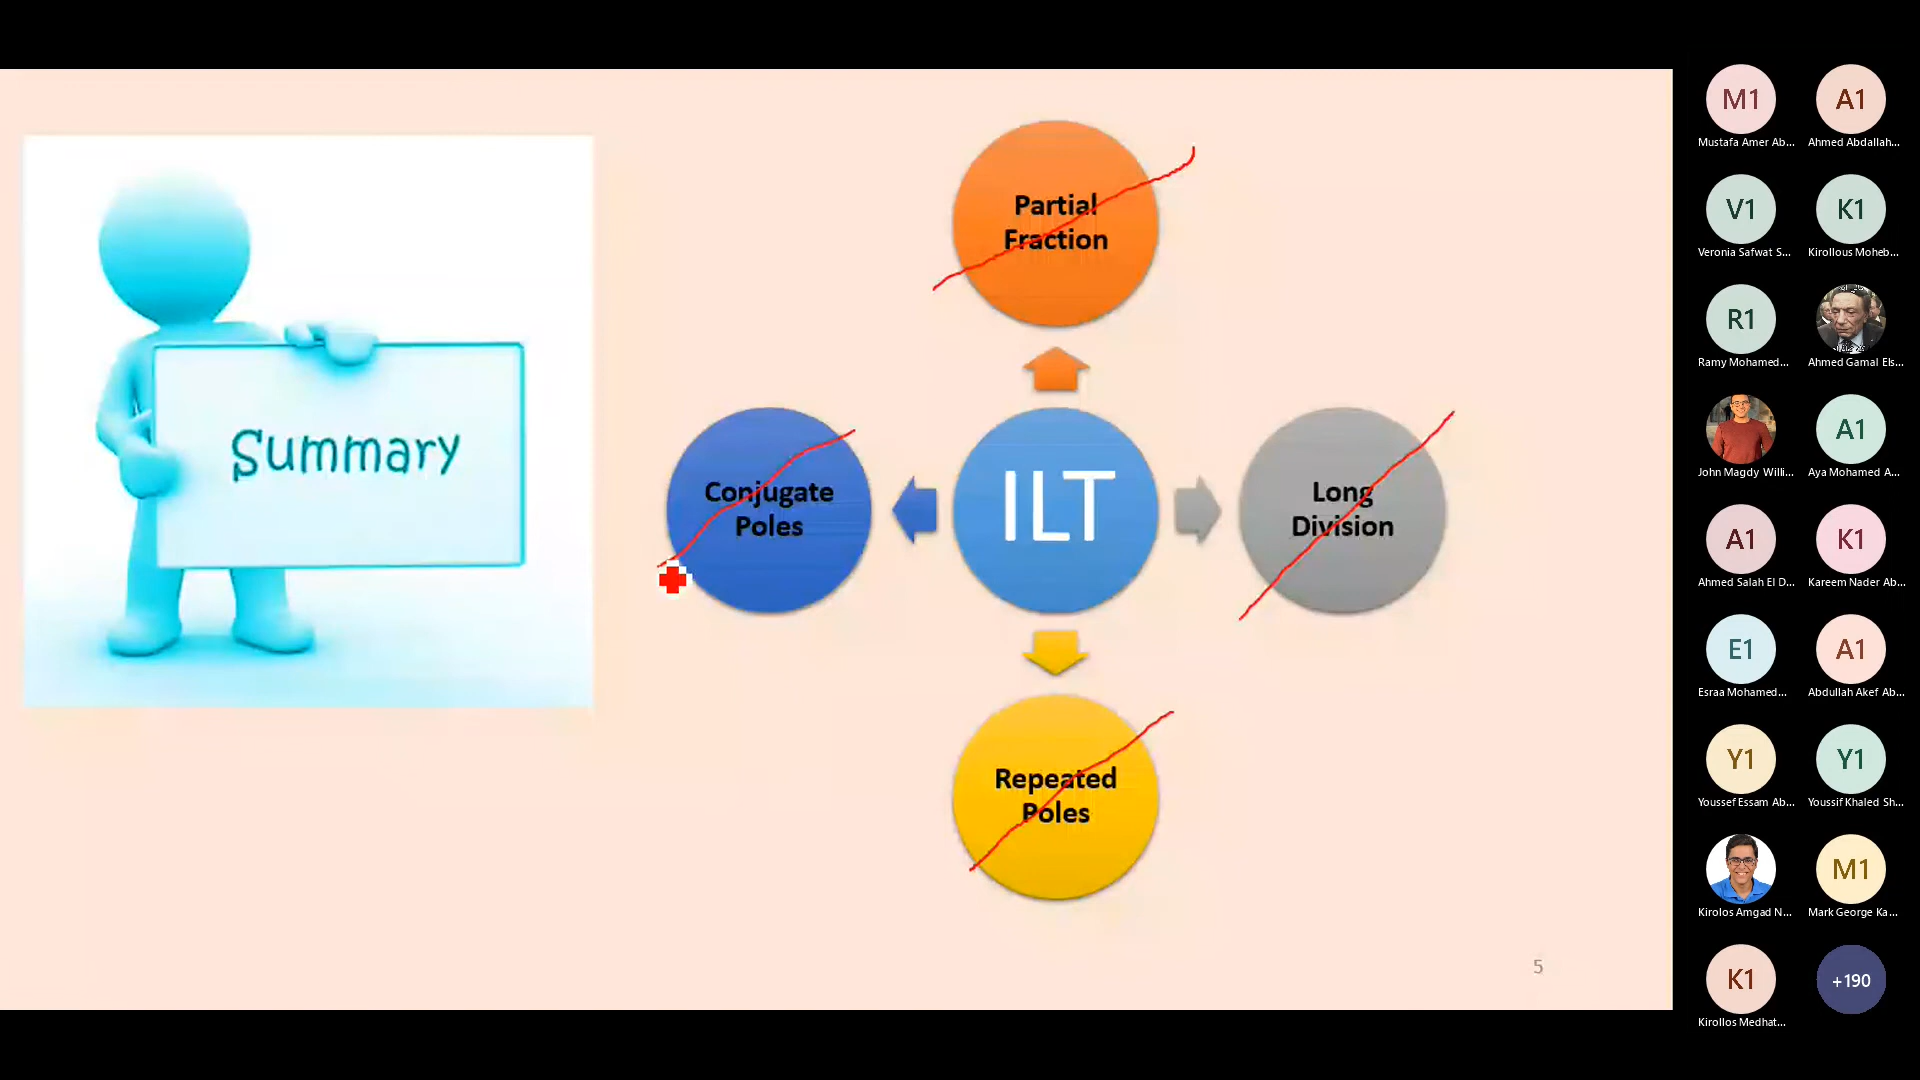 Summary
Partial
Fraction
Conjugate
Poles
ILT
Long
Division
Repeated
Poles
5
M1
Mustafa Amer Ab...
A1
Ahmed Abdallah...
V1
Veronia Safwat S...
K1
Kirollous Moheb...
R1
Ramy Mohamed...
Ahmed Gamal Els...
John Magdy Willi...
A1
Aya Mohamed A...
A1
Ahmed Salah El D...
K1
Kareem Nader Ab...
E1
Esraa Mohamed...
A1
Abdullah Akef Ab...
Y1
Youssef Essam Ab...
Y1
Youssif Khaled Sh...
Kirolos Amgad N...
M1
Mark George Ka...
K1
Kirollos Medhat...
+190